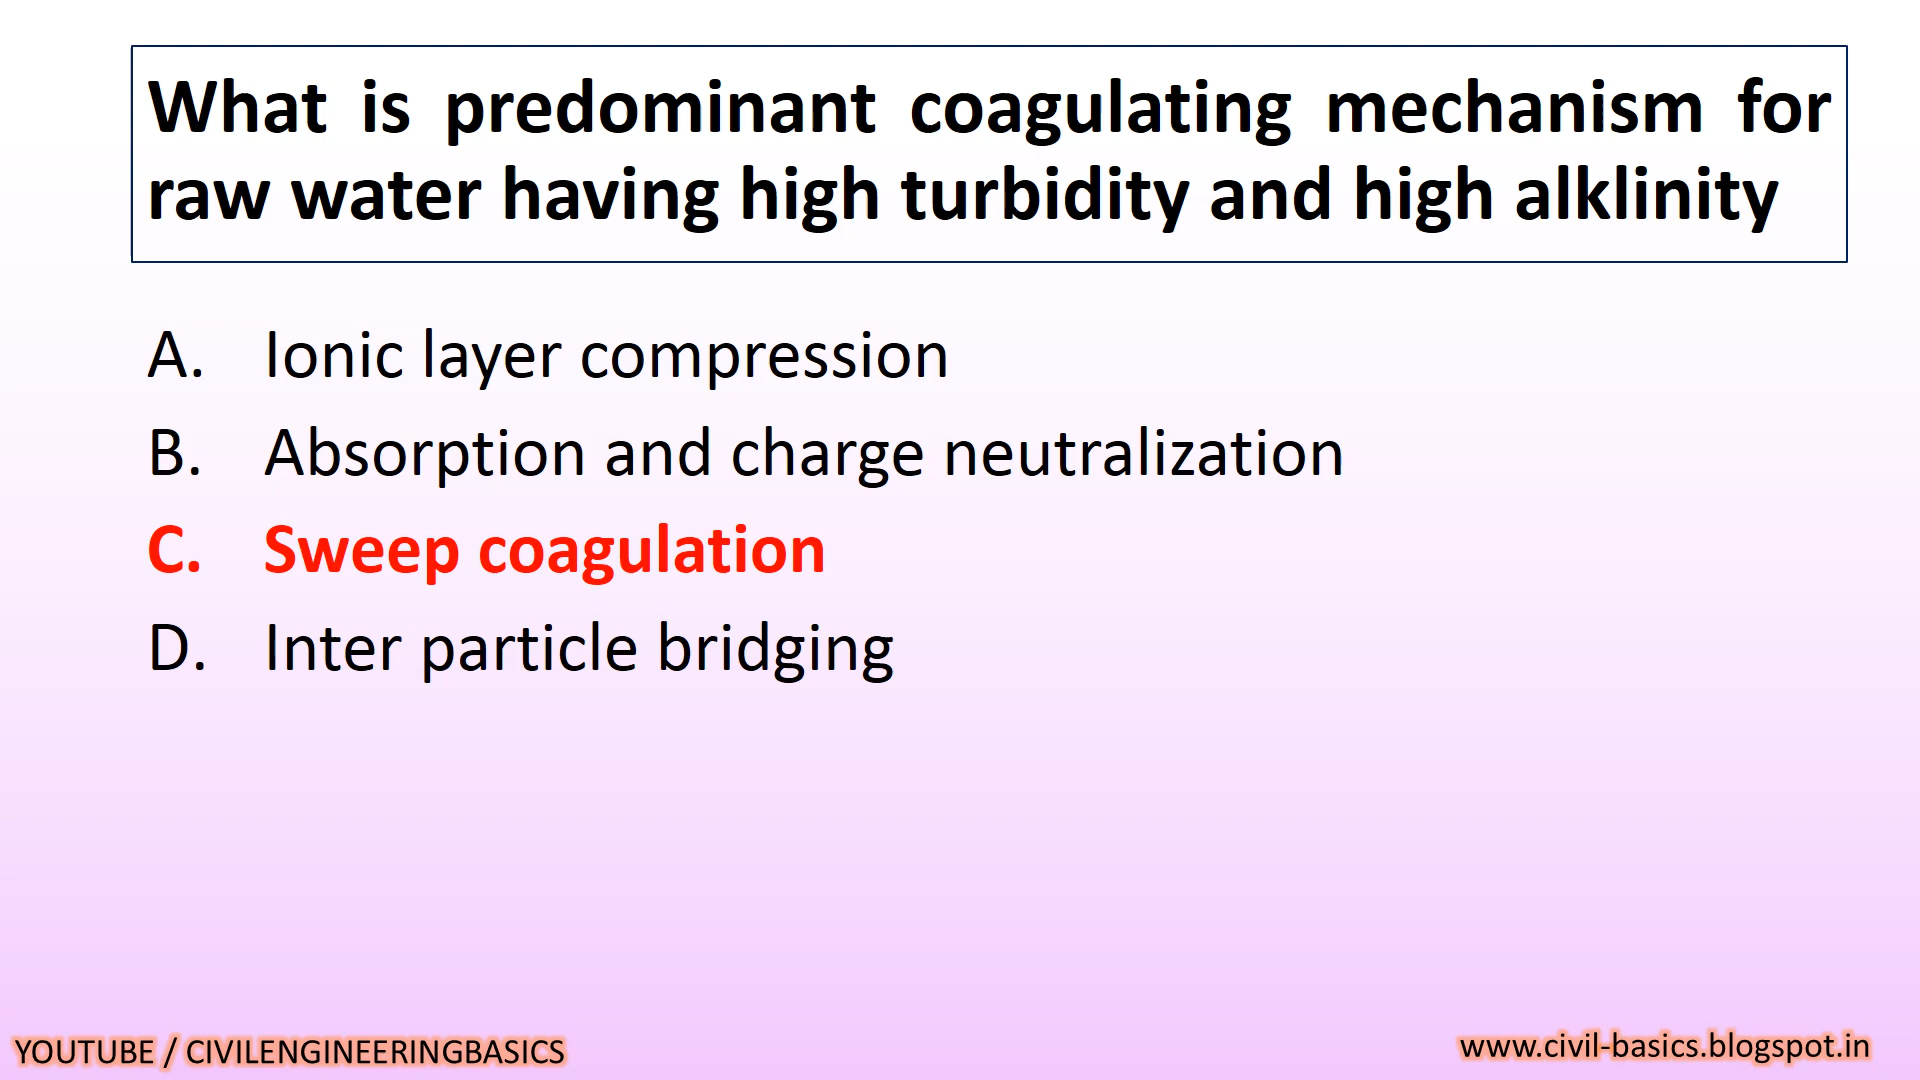 What is predominant coagulating mechanism for
raw water having high turbidity and high alklinity
A. Ionic layer compression
B. Absorption and charge neutralization
C. Sweep coagulation
D. Inter particle bridging
YOUTUBE / CIVILENGINEERINGBASICS
www.civil-basics.blogspot.in